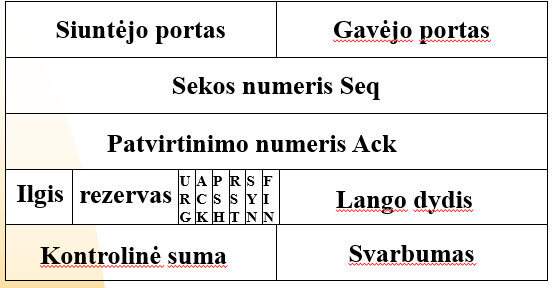 Siuntėjo portas
Gavėjo portas
Sekos numeris Seq
Patvirtinimo numeris Ack
Ilgis
rezervas
URG
ACK
PSH
RST
SYN
FIN
Lango dydis
Kontrolinė suma
Svarbumas